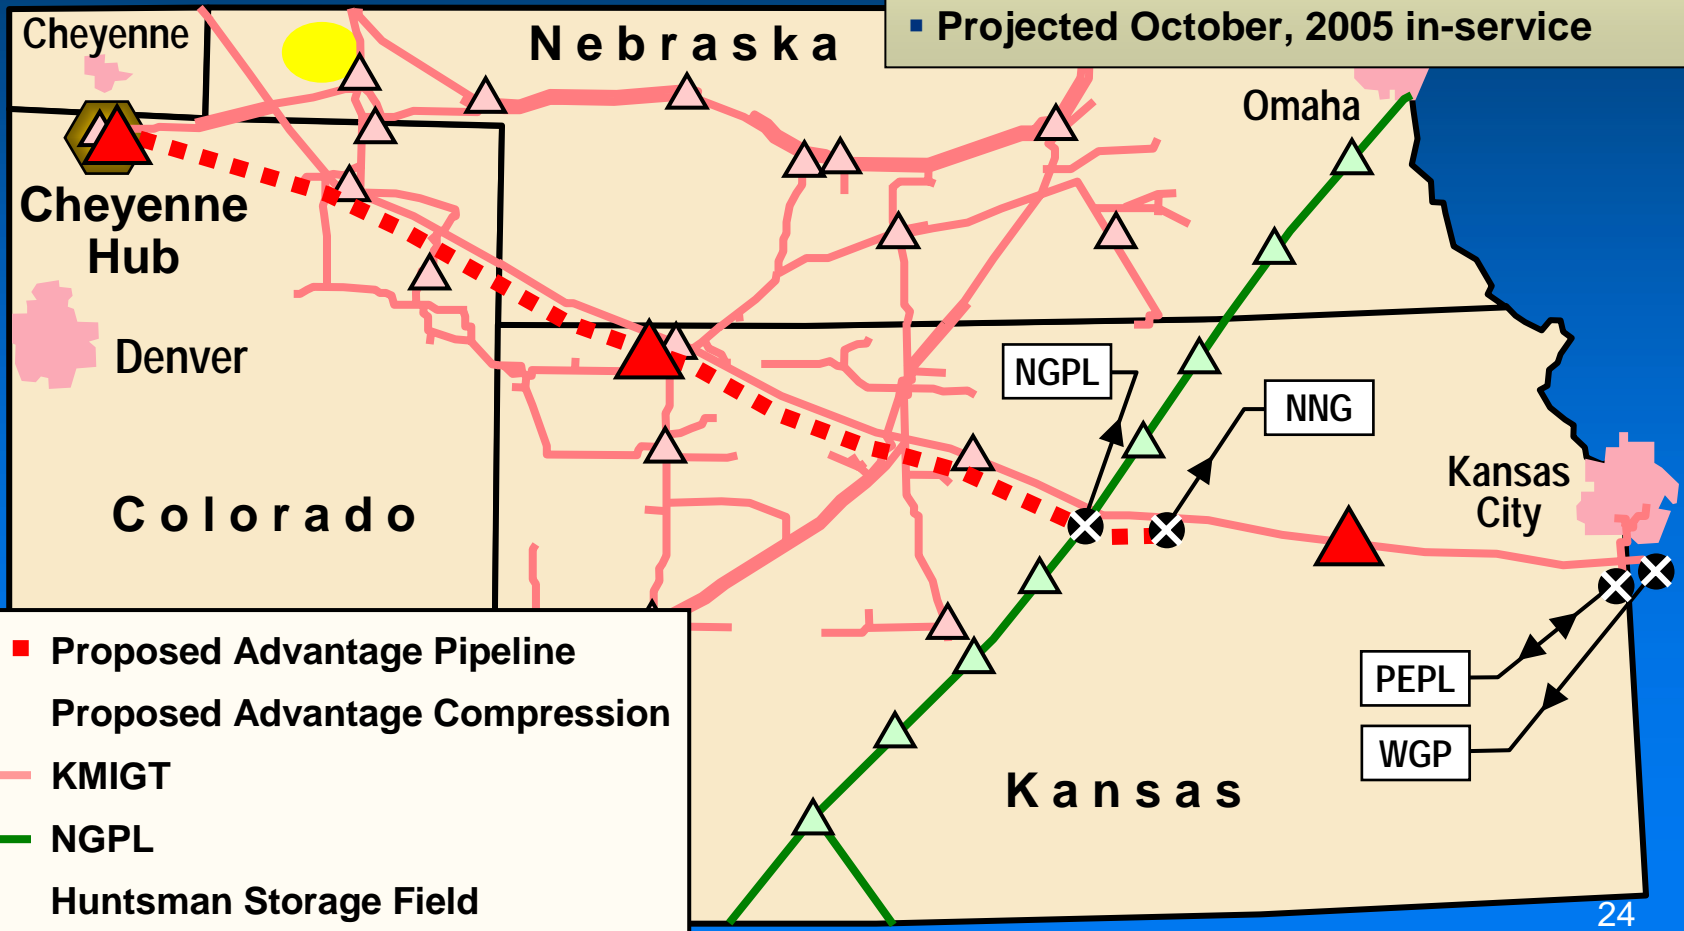 ▪ Projected October, 2005 in-service
Cheyenne
Nebraska
Omaha
Cheyenne
Hub
Denver
NGPL
NNG
Kansas
City
Colorado
PEPL
WGP
Kansas
Proposed Advantage Pipeline
Proposed Advantage Compression
KMIGT
NGPL
Huntsman Storage Field
24